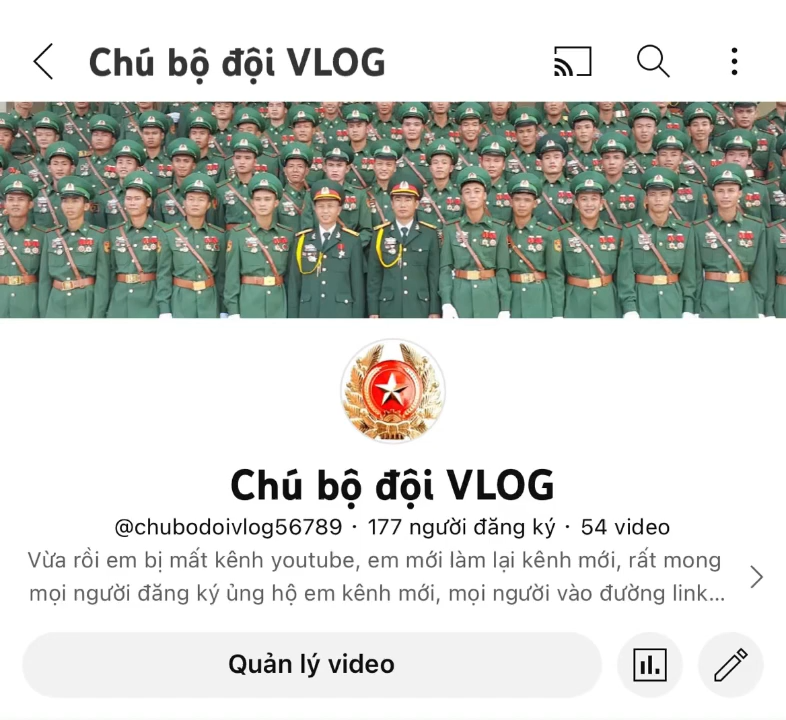 Chú bộ đội VLOG
Chú bộ đội VLOG
@chubodoivlog56789 · 177 người đăng ký · 54 video
Vừa rồi em bị mất kênh youtube, em mới làm lại kênh mới, rất mong
mọi người đăng ký ủng hộ em kênh mới, mọi người vào đường link...
Quản lý video